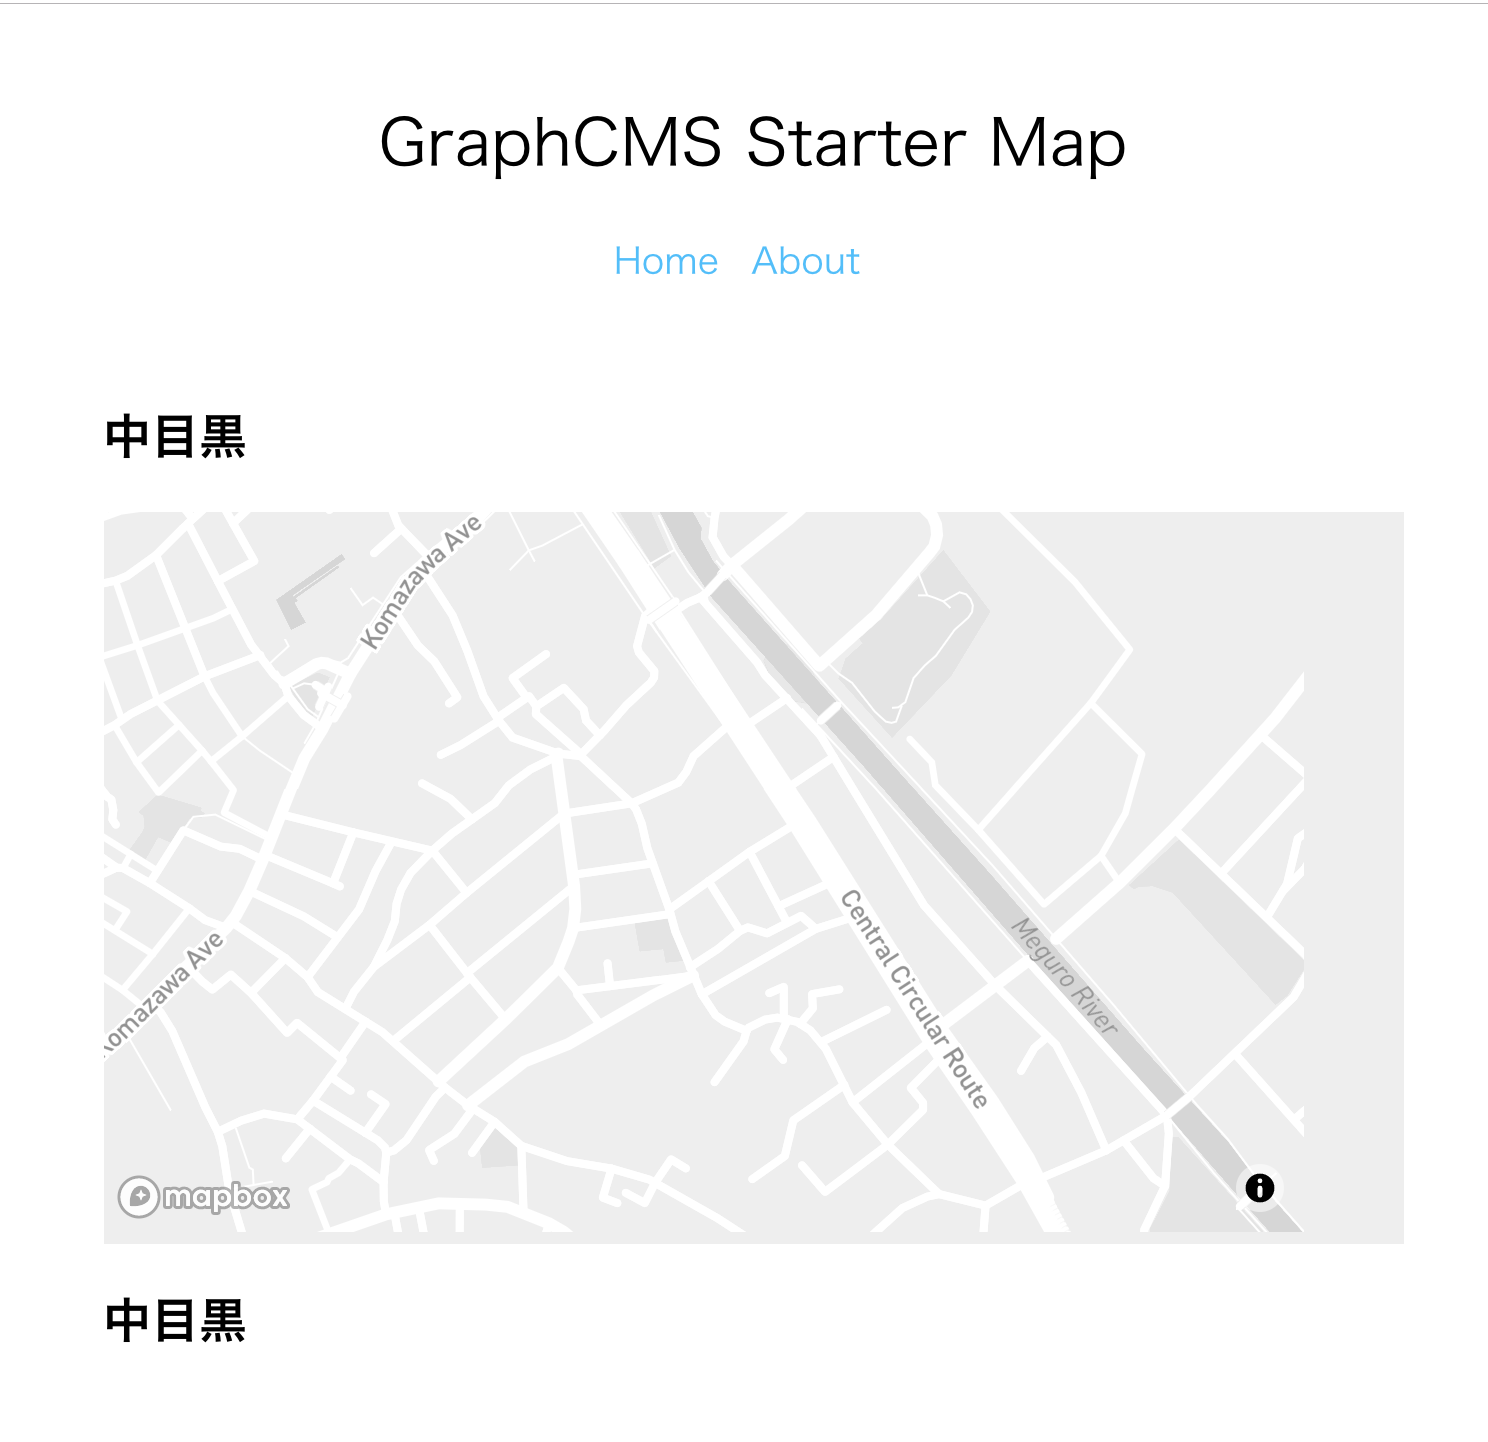 GraphCMS Starter Map
Home About
中目黒
Komazawa Ave
Central Circular Route
Meguro River
Komazawa Ave
mapbox
中目黒